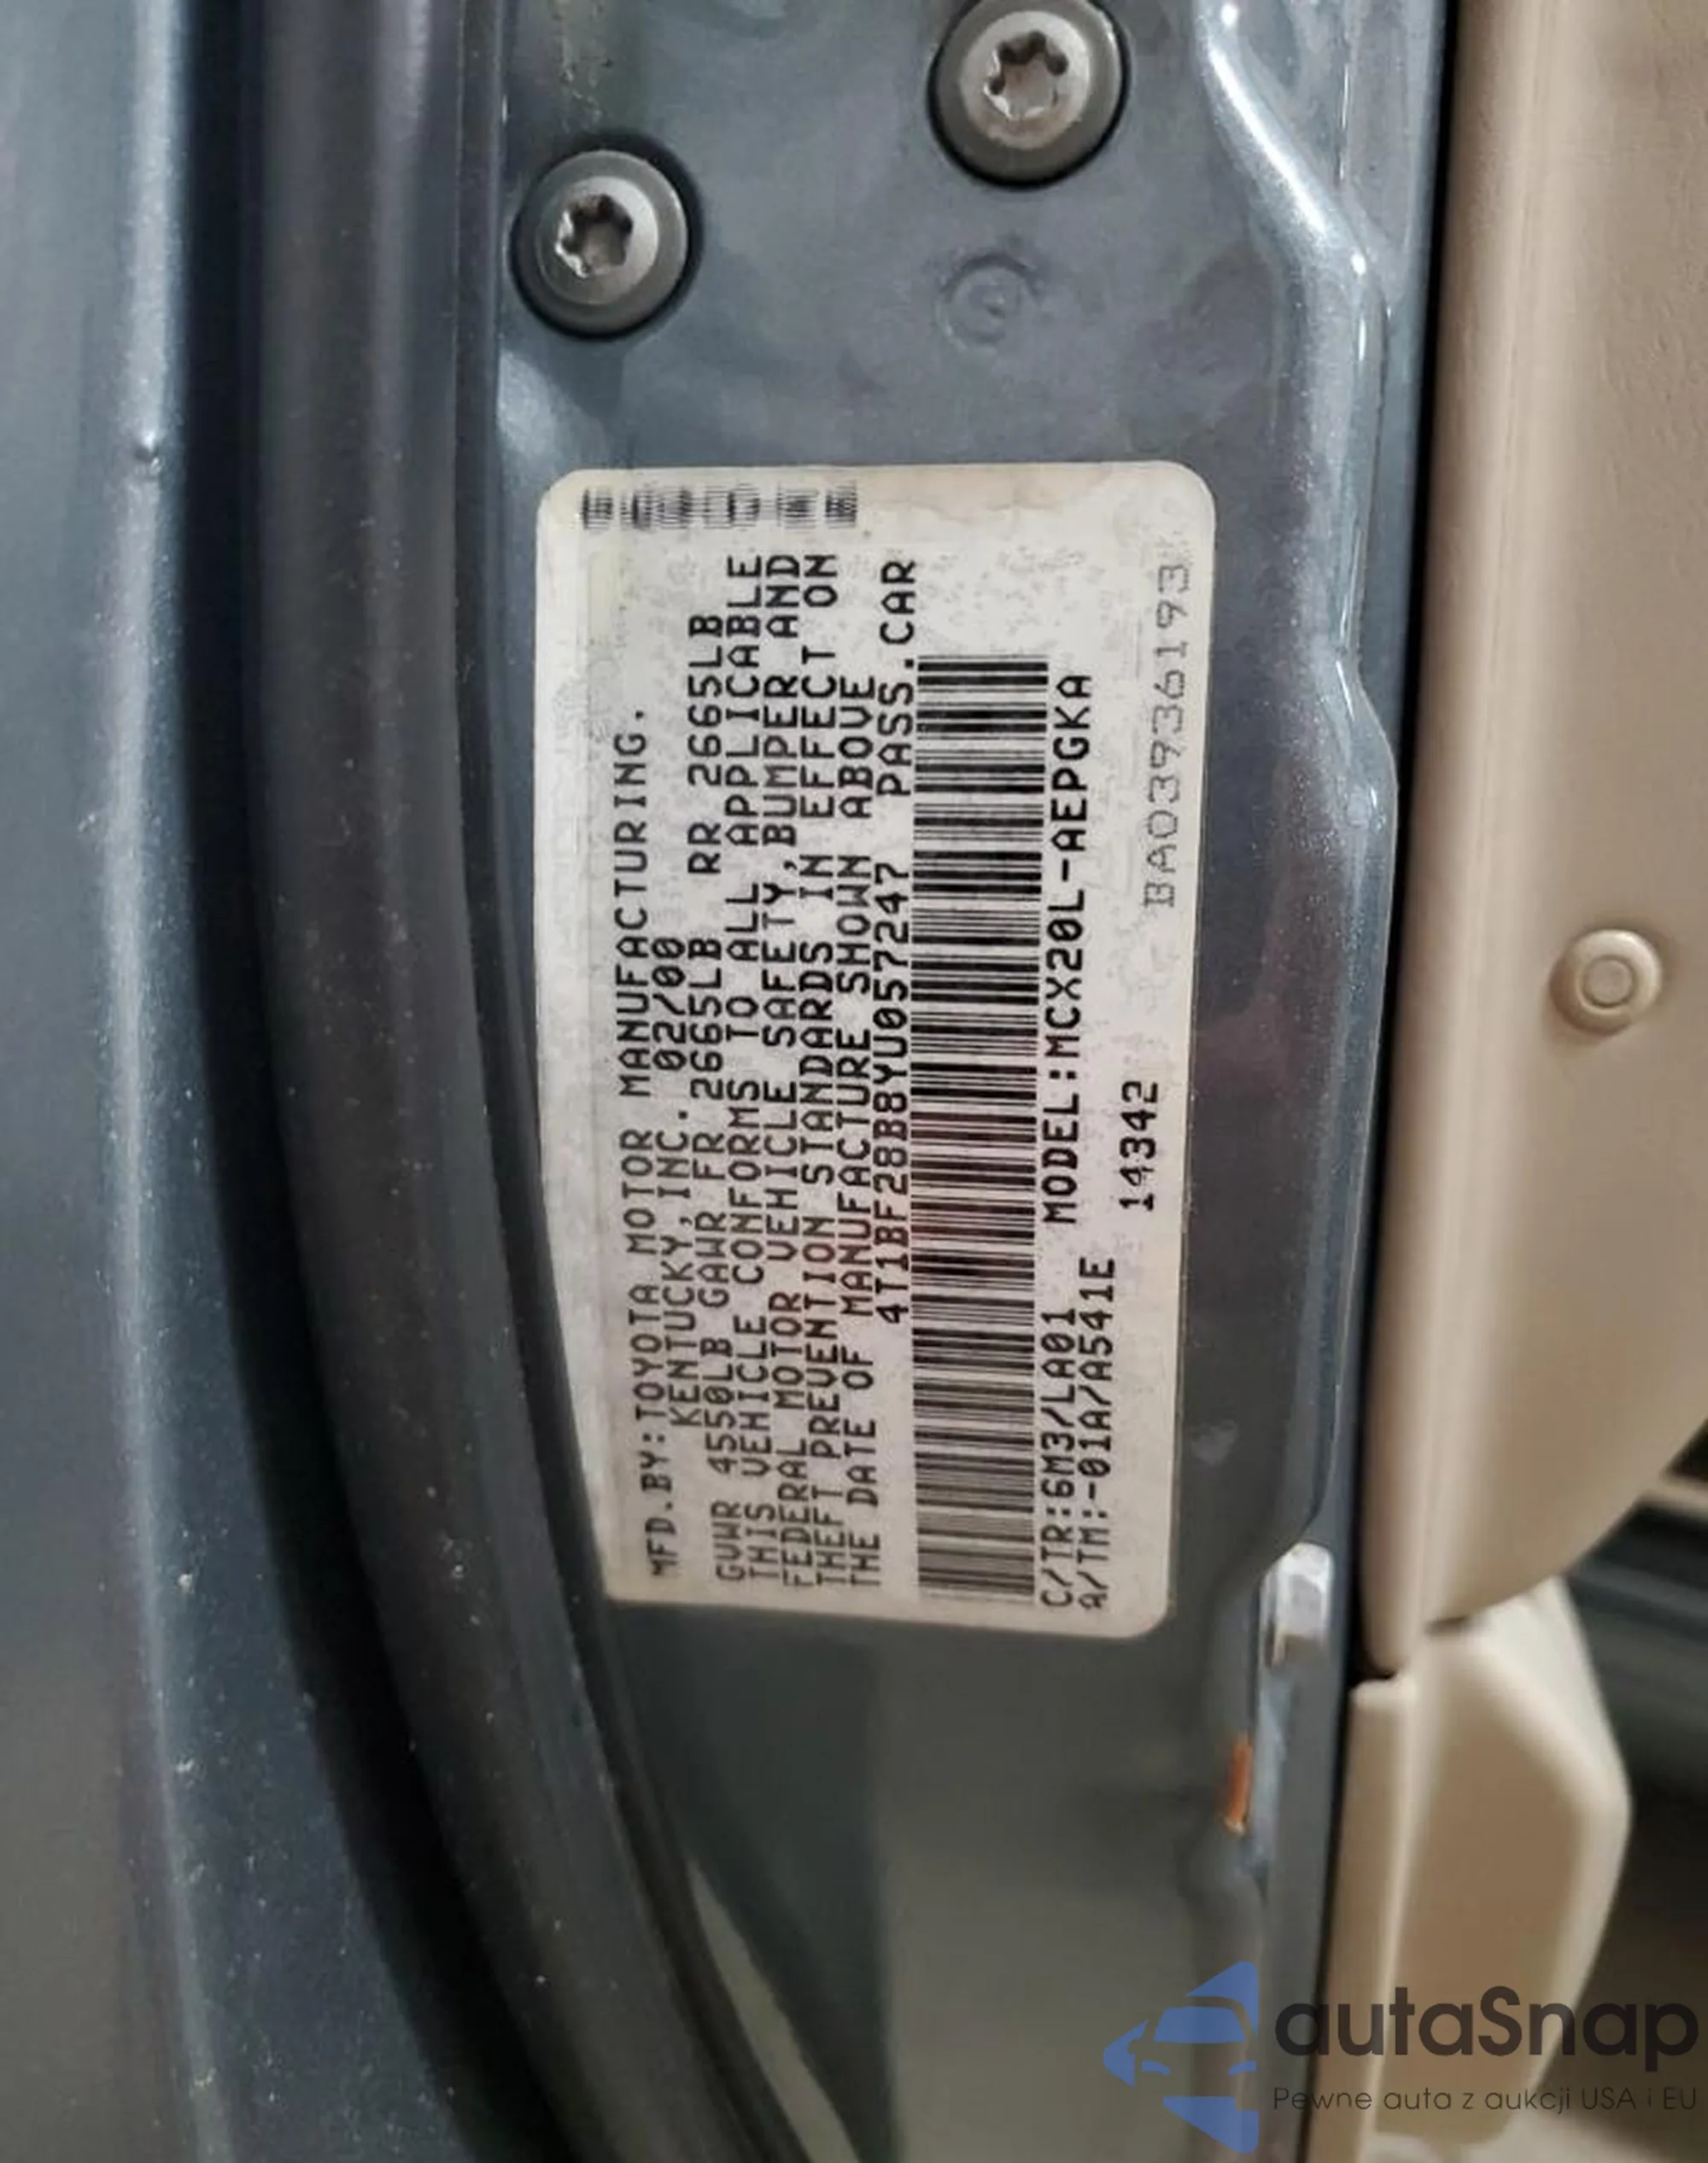 MFD.BY:TOYOTA MOTOR MANUFACTURING.
KENTUCKY,INC. 02/00
GVWR 4550LB GAWR FR 2665LB RR 2665LB
THIS VEHICLE CONFORMS TO ALL APPLICABLE
FEDERAL MOTOR VEHICLE SAFETY,BUMPER AND
THEFT PREVENTION STANDARDS IN EFFECT ON
THE DATE OF MANUFACTURE SHOWN ABOVE
4T1BF28B8YU057247 PASS.CAR
C/TR:6M3/LA01 MODEL:MCX20L-AEPGKA
A/TM:-01A/A541E 14342
BA03936193
autaSnap
Pewne auta z aukcji USA i EU